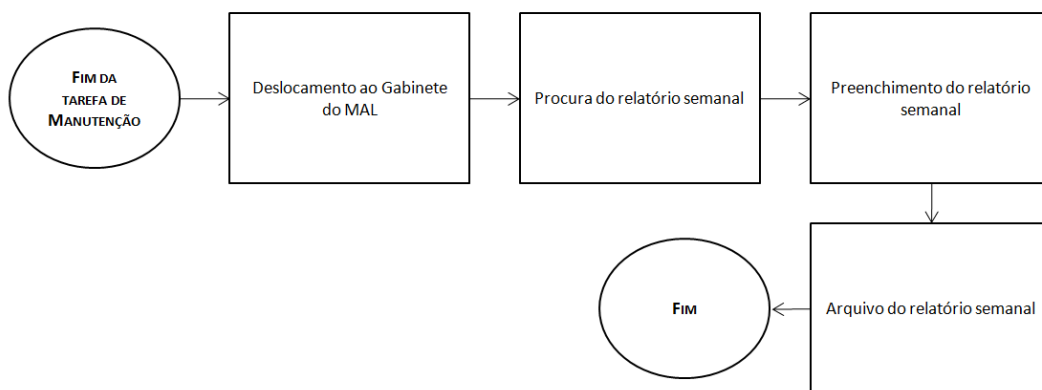 FIM DA
TAREFA DE
MANUTENÇÃO
Deslocamento ao Gabinete
do MAL
Procura do relatório semanal
Preenchimento do relatório
semanal
Arquivo do relatório semanal
FIM